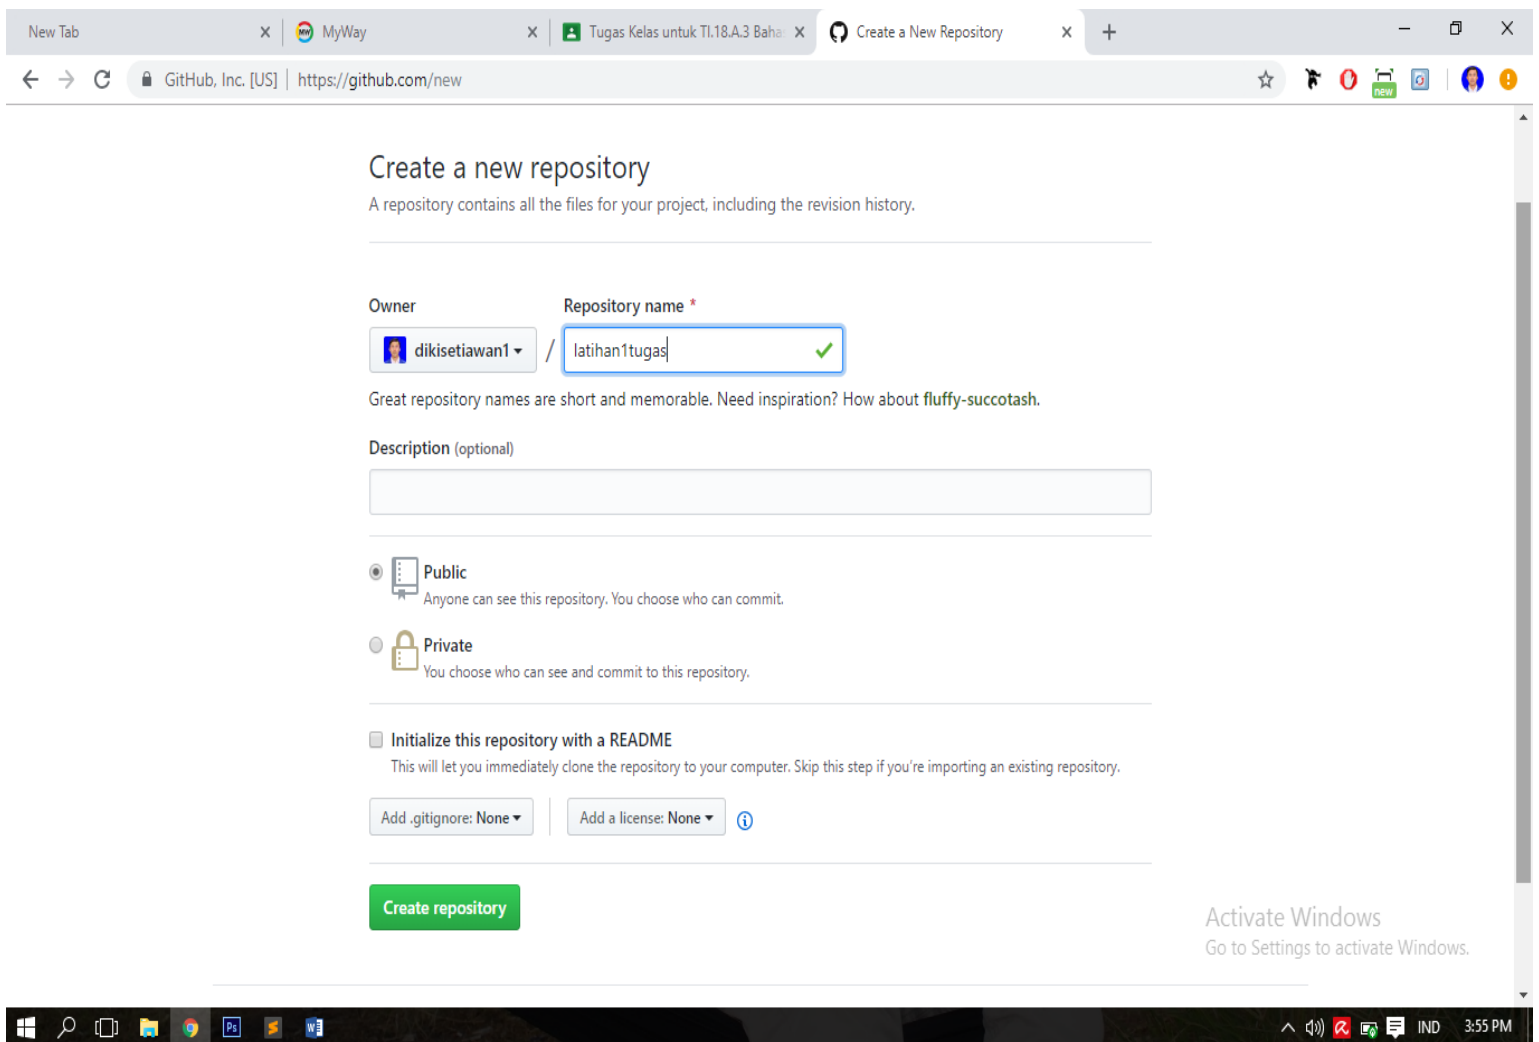 New Tab
MyWay
Tugas Kelas untuk TI.18.A.3 Baha
Create a New Repository
GitHub, Inc. [US] | https://github.com/new
new
Create a new repository
A repository contains all the files for your project, including the revision history.
Owner
Repository name *
dikisetiawan1 / latihan1tugas
Great repository names are short and memorable. Need inspiration? How about fluffy-succotash.
Description (optional)
Public
Anyone can see this repository. You choose who can commit.
Private
You choose who can see and commit to this repository.
Initialize this repository with a README
This will let you immediately clone the repository to your computer. Skip this step if you're importing an existing repository.
Add .gitignore: None
Add a license: None
Create repository
Activate Windows
Go to Settings to activate Windows.
Ps
W
IND
3:55 PM